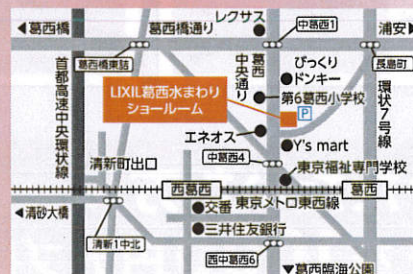 レクサス
◀葛西橋
葛西橋通り
中葛西1
浦安▶
葛西橋東詰
葛西
中央通り
びっくり
ドンキー
長島町
首都高速中央環状線
LIXIL葛西水まわり
ショールーム
第6葛西小学校
P
環状7号線
エネオス
Y's mart
清新町出口
中葛西4
東京福祉専門学校
西葛西
葛西
◀清砂大橋
交番
東京メトロ東西線
三井住友銀行
清新1中北
西中葛西6
▼葛西臨海公園